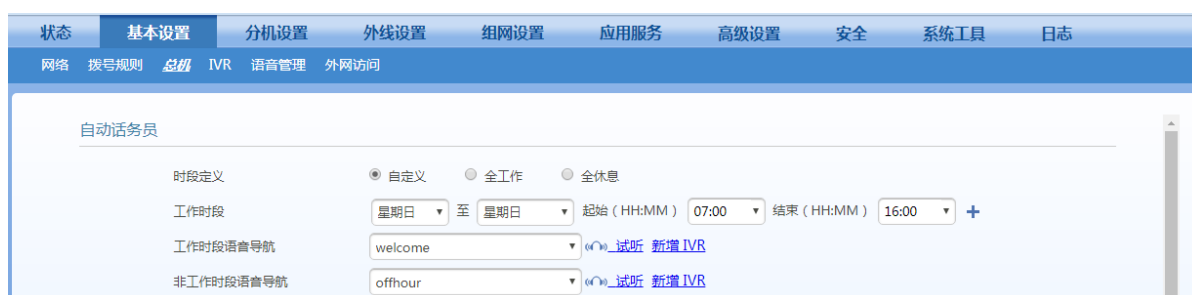 状态 基本设置 分机设置 外线设置 组网设置 应用服务 高级设置 安全 系统工具 日志
网络 拨号规则 总机 IVR 语音管理 外网访问
自动话务员
时段定义 自定义 全工作 全休息
工作时段 星期日 至 星期日 起始 ( HH:MM ) 07:00 结束 ( HH:MM ) 16:00
工作时段语音导航 welcome 试听 新增 IVR
非工作时段语音导航 offhour 试听 新增 IVR